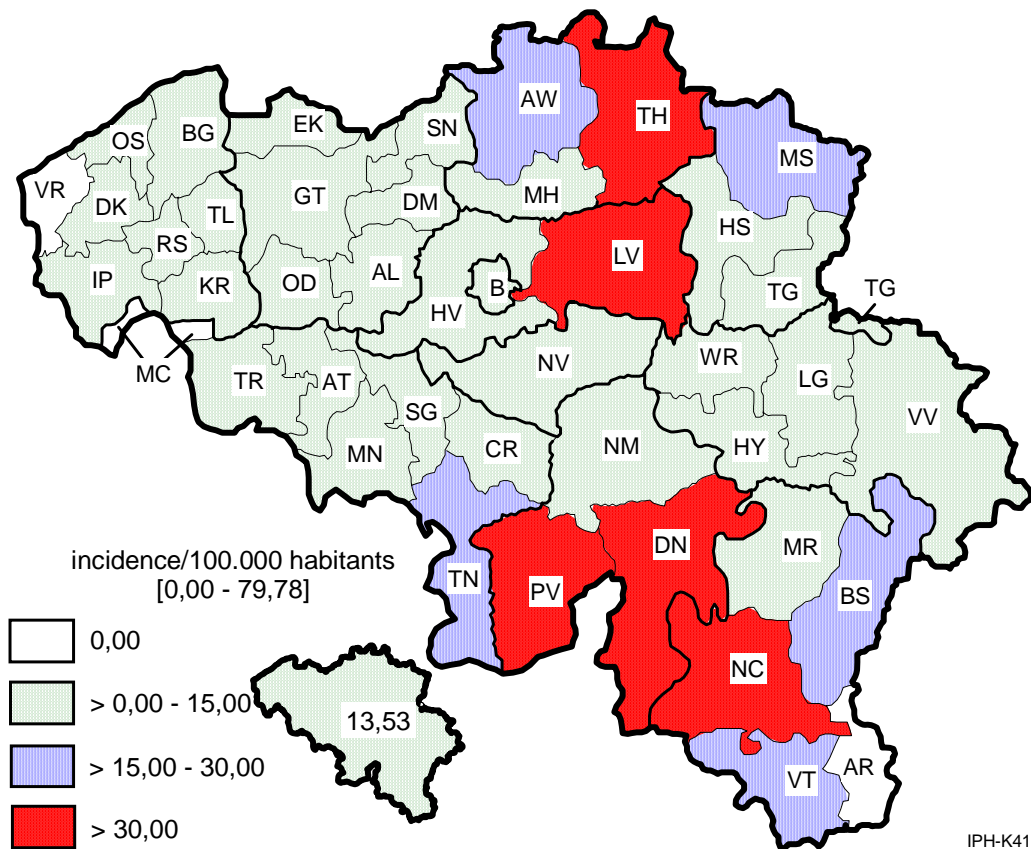 AW
TH
EK
SN
OS
BG
MS
VR
MH
GT
DM
DK
TL
HS
RS
LV
AL
IP
KR
OD
B
TG
TG
HV
MC
NV
WR
TR
AT
LG
SG
VV
CR
NM
HY
MN
DN
MR
incidence/100.000 habitants
[0,00 - 79,78]
TN
PV
BS
0,00
NC
> 0,00 - 15,00
13,53
> 15,00 - 30,00
VT
AR
> 30,00
IPH-K41